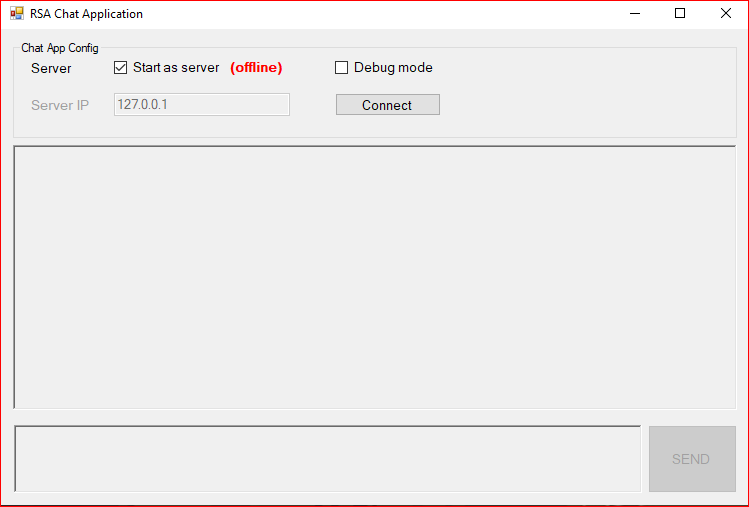 RSA Chat Application
Chat App Config
Server Start as server (offline) Debug mode
Server IP 127.0.0.1 Connect
SEND